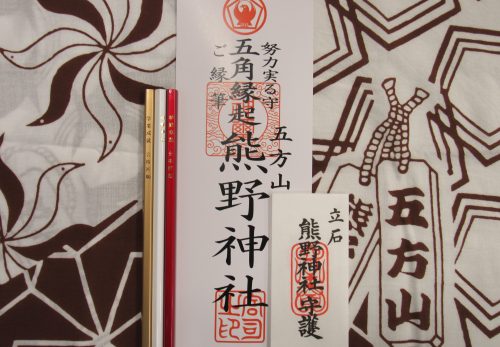 努力実る守
五角縁起
ご縁筆
五方山
熊野神社
立石
熊野神社守護
五方山